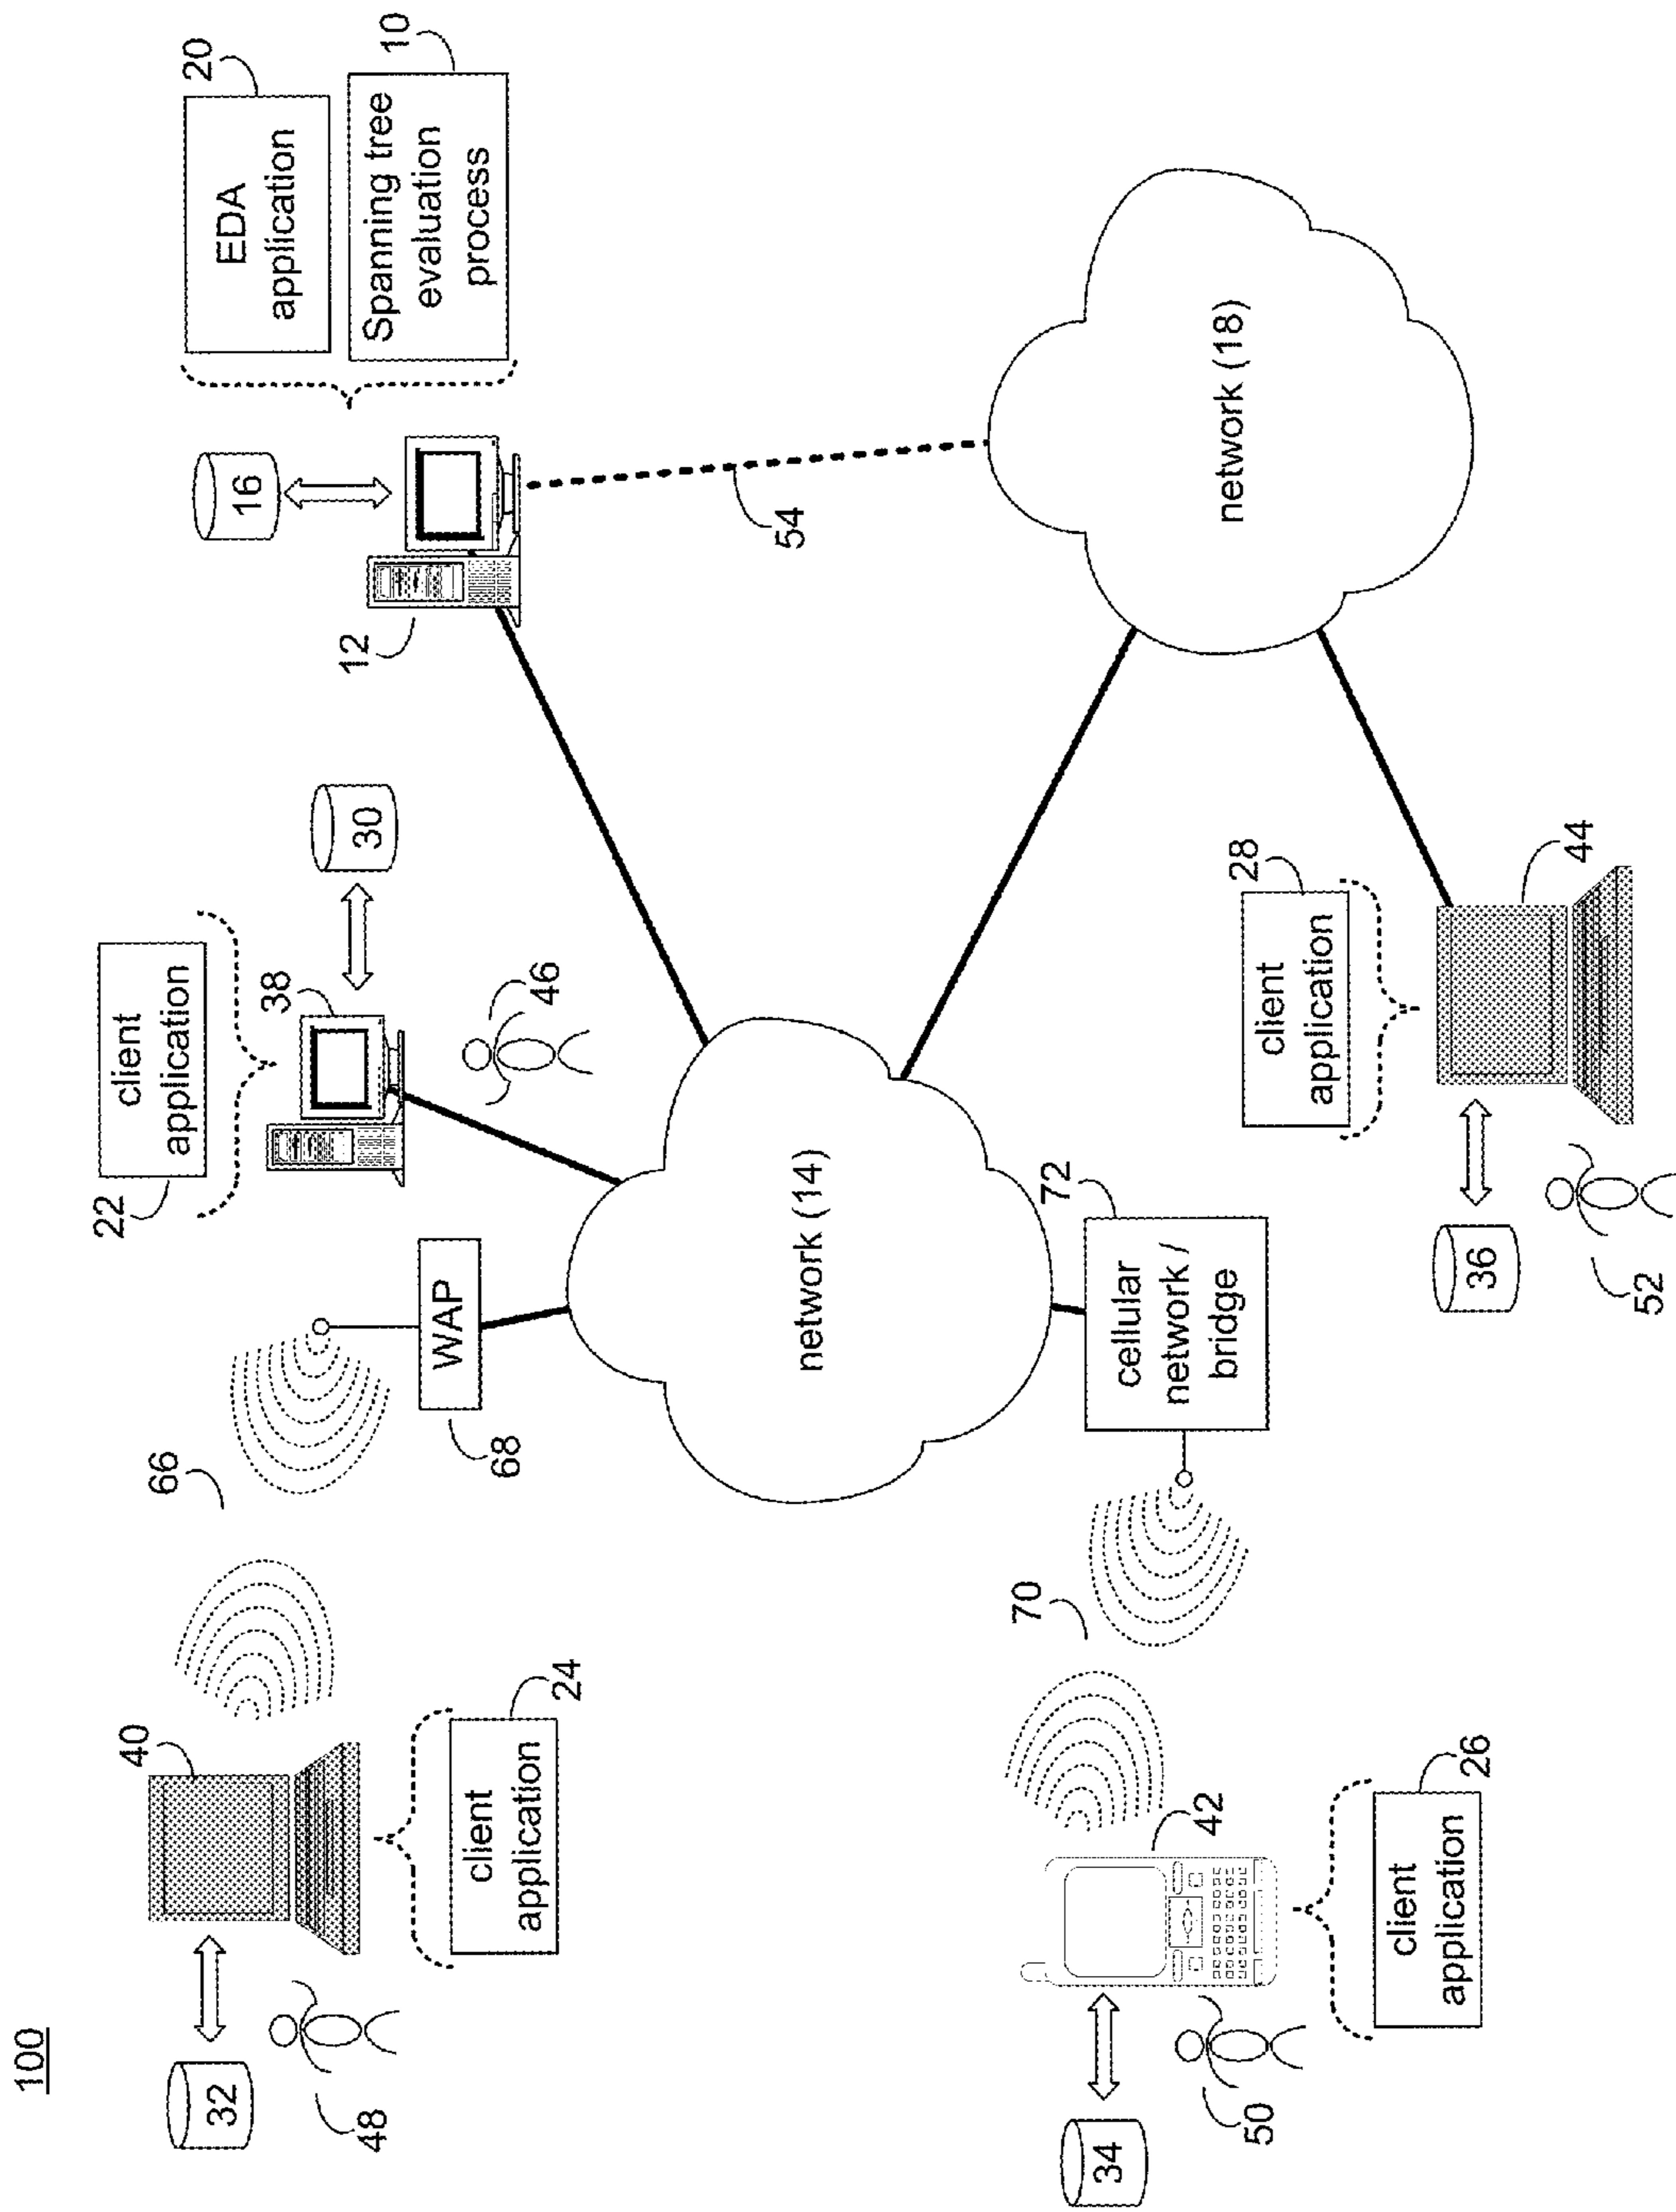 100
32
48
40
client
application
24
66
WAP
68
client
application
22
38
46
30
12
16
EDA
application
20
Spanning tree
evaluation
process
10
54
network (14)
network (18)
34
50
42
client
application
26
70
cellular
network /
bridge
72
36
52
client
application
28
44